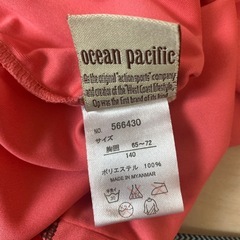 ocean pacific
As the original "action sports" company
and creator of the "West Coast lifestyle,
Op was the first brand of its kind.
NO. 566430
サイズ
胸囲 65～72
140
ポリエステル 100%
MADE IN MYANMAR